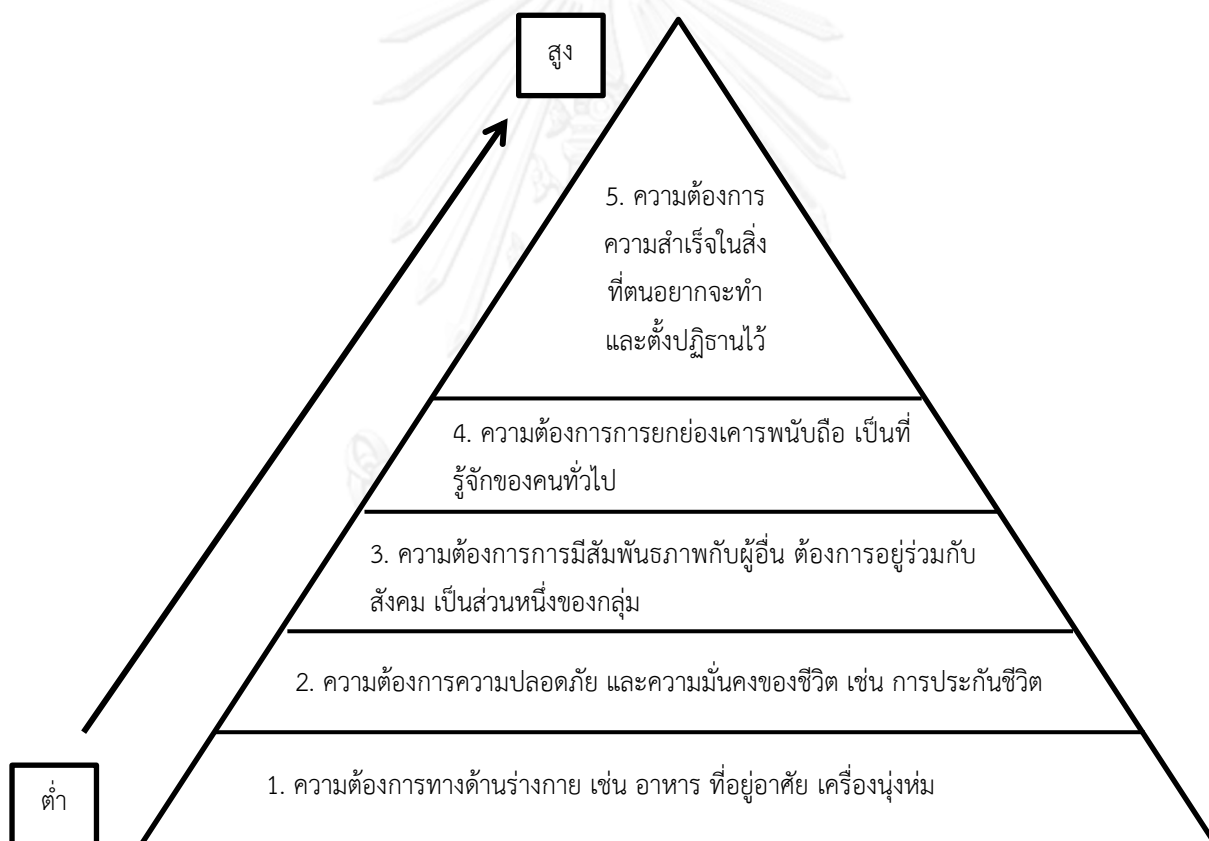 สูง
5. ความต้องการ
ความสำเร็จในสิ่ง
ที่ตนอยากจะทำ
และตั้งปฏิธานไว้
4. ความต้องการการยกย่องเคารพนับถือ เป็นที่
รู้จักของคนทั่วไป
3. ความต้องการการมีสัมพันธภาพกับผู้อื่น ต้องการอยู่ร่วมกับ
สังคม เป็นส่วนหนึ่งของกลุ่ม
2. ความต้องการความปลอดภัย และความมั่นคงของชีวิต เช่น การประกันชีวิต
1. ความต้องการทางด้านร่างกาย เช่น อาหาร ที่อยู่อาศัย เครื่องนุ่งห่ม
ต่ำ